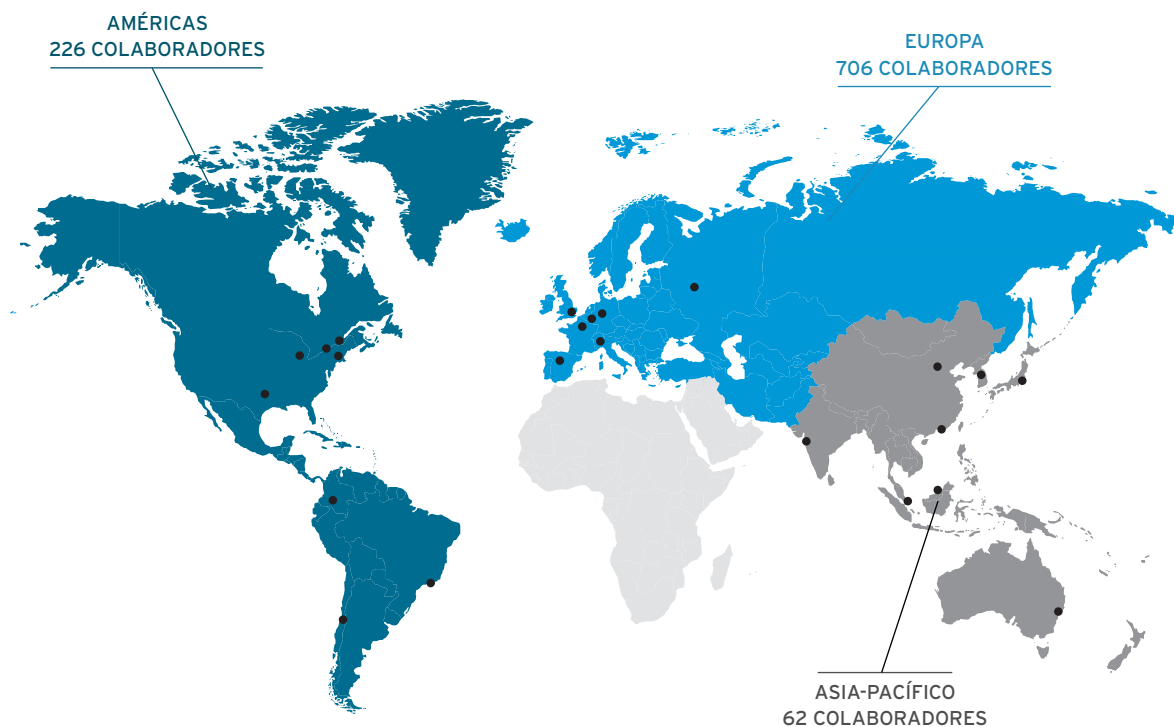 AMÉRICAS
226 COLABORADORES
EUROPA
706 COLABORADORES
ASIA-PACÍFICO
62 COLABORADORES